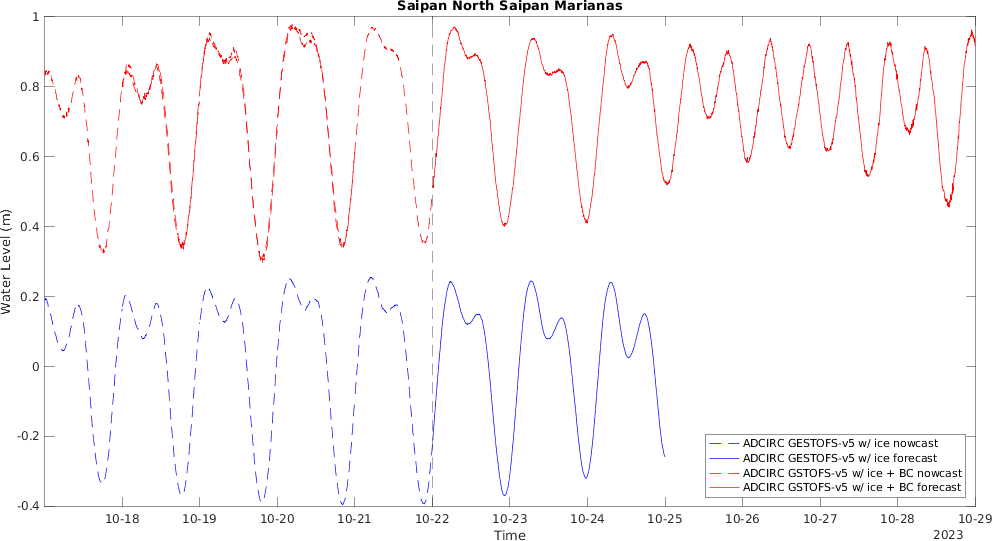 Saipan North Saipan Marianas
Water Level (m)
1
0.8
0.6
0.4
0.2
0
-0.2
-0.4
ADCIRC GESTOFS-v5 w/ ice nowcast
ADCIRC GESTOFS-v5 w/ ice forecast
ADCIRC GSTOFS-v5 w/ ice + BC nowcast
ADCIRC GSTOFS-v5 w/ ice + BC forecast
10-18 10-19 10-20 10-21 10-22 10-23 10-24 10-25 10-26 10-27 10-28 10-29
Time
2023